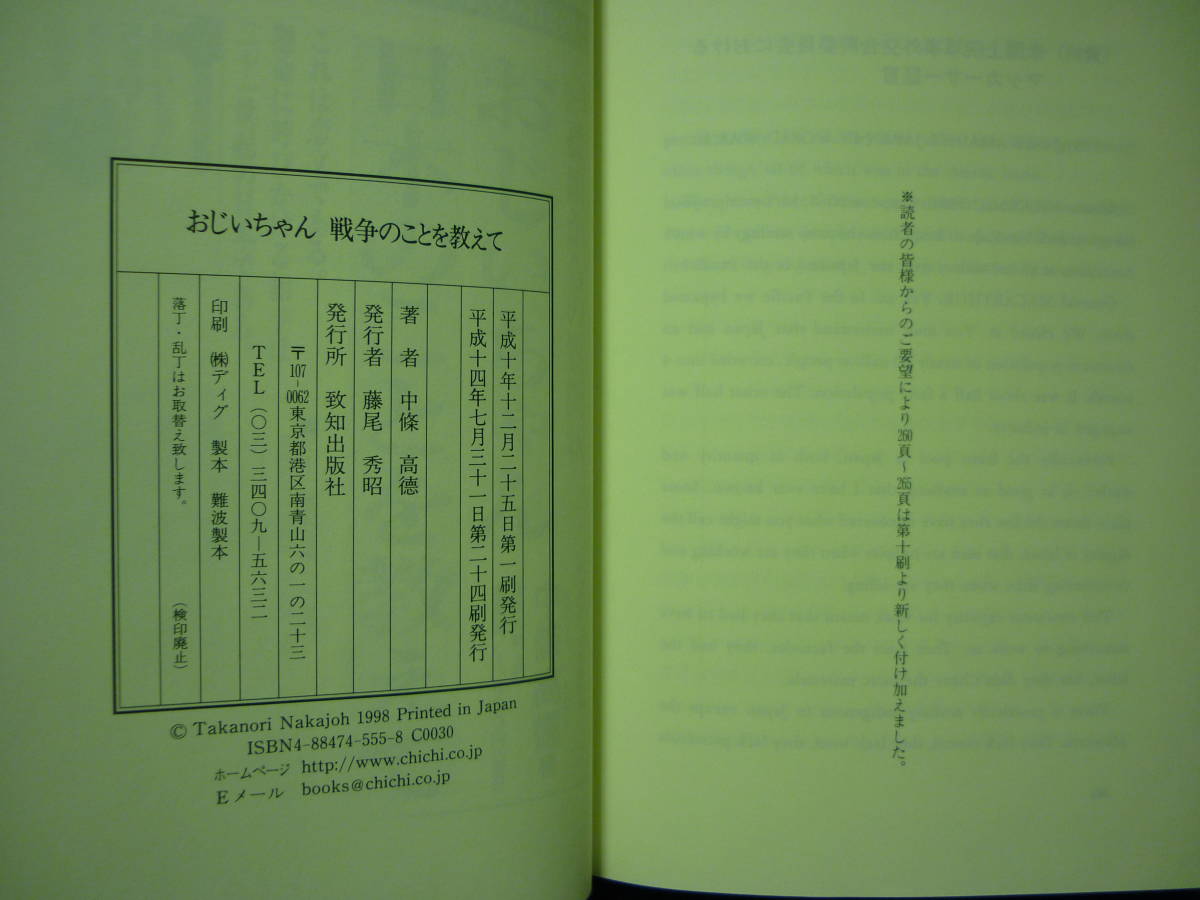 ※読者の皆様からのご要望により260頁~265頁は第十刷より新しく付け加えました。
おじいちゃん 戦争のことを教えて
平成十年十二月二十五日第一刷発行
平成十四年七月三十一日第二十四刷発行
著 者 中條 高德
発行者 藤尾 秀昭
発行所 致知出版社
〒107-0062東京都港区南青山六の一の二十三
TEL(〇三)三四〇九―五六三二
印刷 ㈱ディグ 製本 難波製本
落丁・乱丁はお取替え致します。 (検印廃止)
© Takanori Nakajoh 1998 Printed in Japan
ISBN4-88474-555-8 C0030
ホームページ http://www.chichi.co.jp
Eメール books@chichi.co.jp